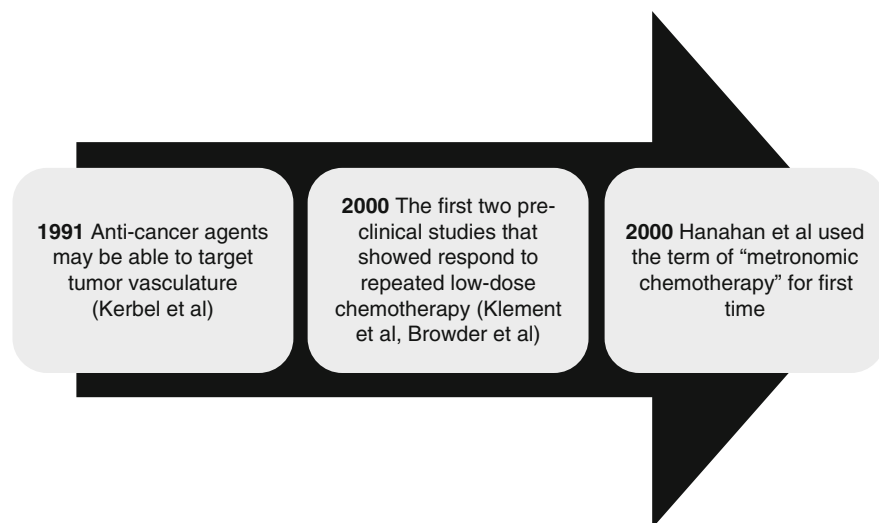 1991 Anti-cancer agents
may be able to target
tumor vasculature
(Kerbel et al)
2000 The first two pre-
clinical studies that
showed respond to
repeated low-dose
chemotherapy (Klement
et al, Browder et al)
2000 Hanahan et al used
the term of “metronomic
chemotherapy” for first
time